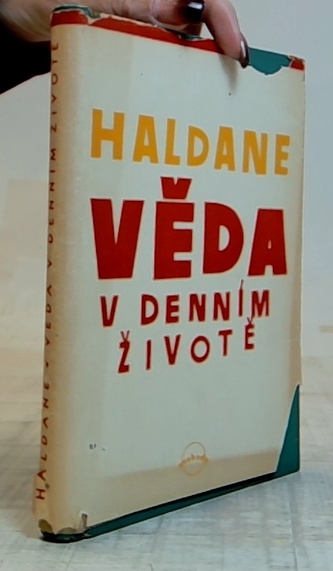 HALDANE
VĚDA
V DENNÍM
ŽIVOTĚ
HALDANE • VĚDA V DENNÍM ŽIVOTĚ